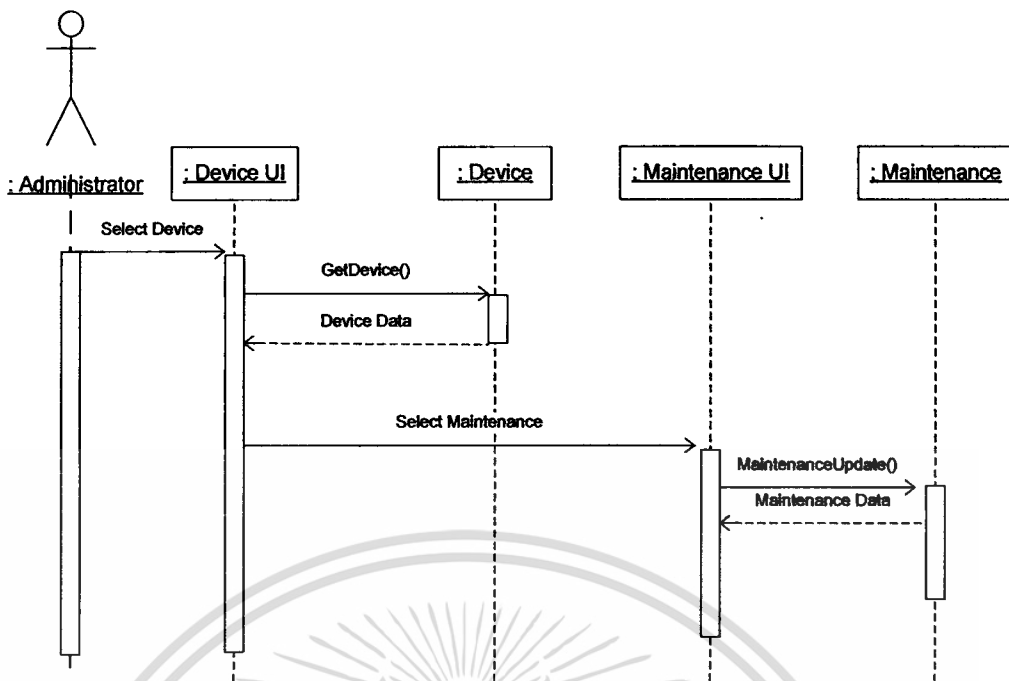 : Administrator
: Device UI
: Device
: Maintenance UI
: Maintenance
Select Device
GetDevice()
Device Data
Select Maintenance
MaintenanceUpdate()
Maintenance Data